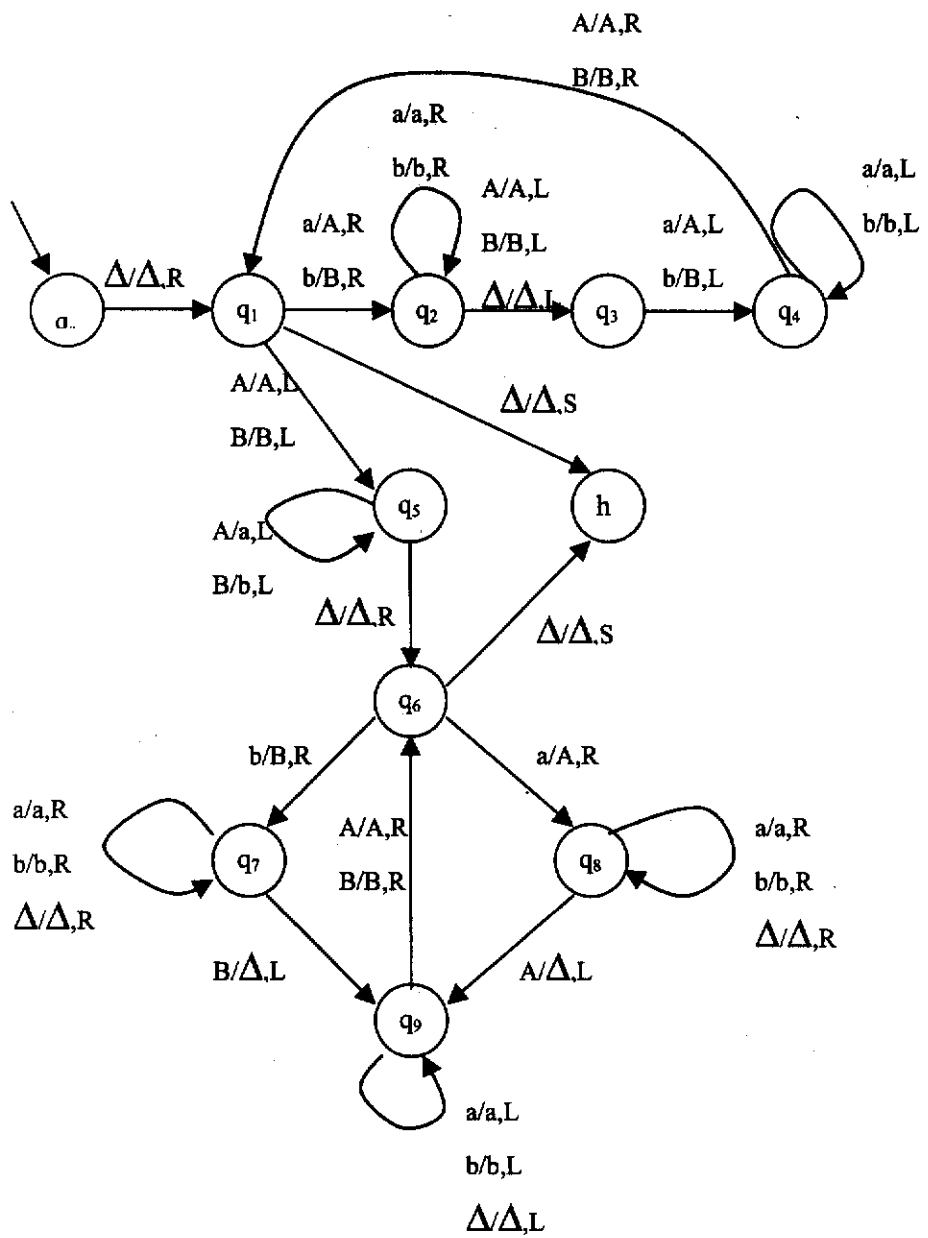 A/A,R
B/B,R
a/a,R
b/b,R
A/A,L
B/B,L
a/a,L
b/b,L
a/A,R
b/B,R
a/A,L
b/B,L
Δ/Δ,R
Δ/Δ,L
q₁
q₂
q₃
q₄
A/A,L
B/B,L
Δ/Δ,S
q₅
h
A/a,L
B/b,L
Δ/Δ,R
Δ/Δ,S
q₆
b/B,R
a/A,R
a/a,R
b/b,R
Δ/Δ,R
q₇
A/A,R
B/B,R
q₈
a/a,R
b/b,R
Δ/Δ,R
B/Δ,L
A/Δ,L
q₉
a/a,L
b/b,L
Δ/Δ,L